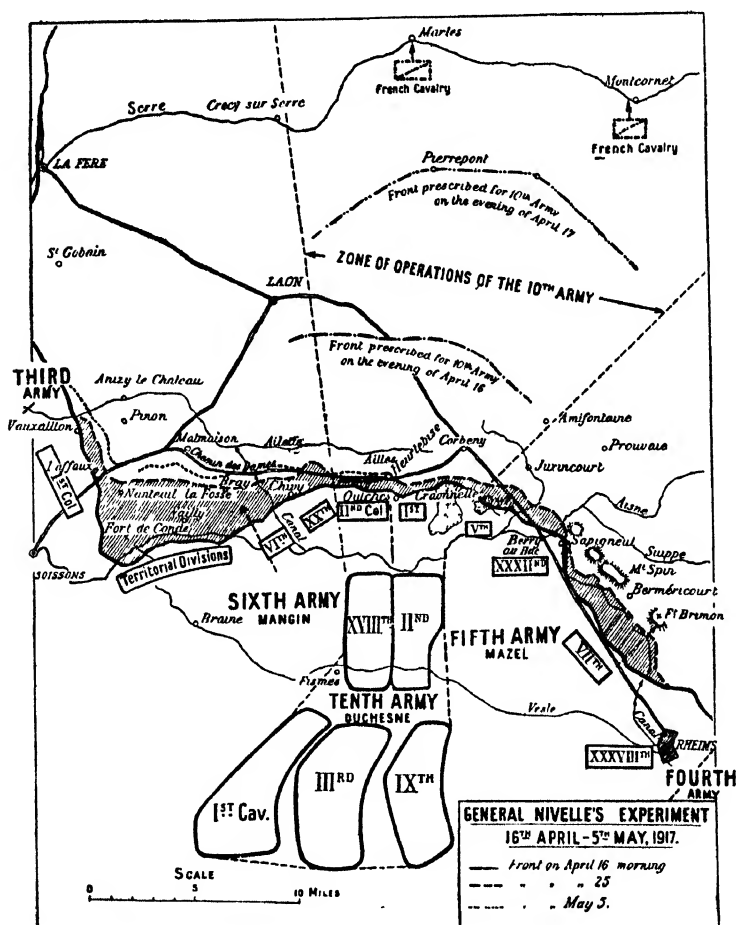 Marles
French Cavalry
Montcornet
French Cavalry
Serre
Crecy sur Serre
LA FERE
Pierrepont
Front prescribed for 10th Army
on the evening of April 17
St Gobain
ZONE OF OPERATIONS OF THE 10TH ARMY
LAON
Front prescribed for 10th Army
on the evening of April 16
THIRD
ARMY
Anizy le Chateau
Vauxaillon
Pinon
Malmaison
Ailette
Ailles
Heurtebise
Corbeny
Amifontaine
Prouvais
Juvincourt
Laffaux
Chemin des Dames
Bray
Chivy
Nanteuil la Fosse
Oulches
Craonnelle
Aisne
Ist Col
Fort de Conde
Canal
VITH
XXTH
IIND Col
IST
VTH
Berry
au Bac
Sapigneul
Suippe
XXXIIND
Mt Spin
Berméricourt
SOISSONS
Territorial Divisions
Ft Brimon
Braine
SIXTH ARMY
MANGIN
XVIIITH
IIND
FIFTH ARMY
MAZEL
VIITH
Fismes
TENTH ARMY
DUCHESNE
Vesle
Canal
RHEIMS
XXXVIIITH
FOURTH
ARMY
IST Cav.
IIIRD
IXTH
GENERAL NIVELLE'S EXPERIMENT
16TH APRIL-5TH MAY, 1917.
Front on April 16 morning
" " " 25
" " May 5.
SCALE
0 5 10 MILES